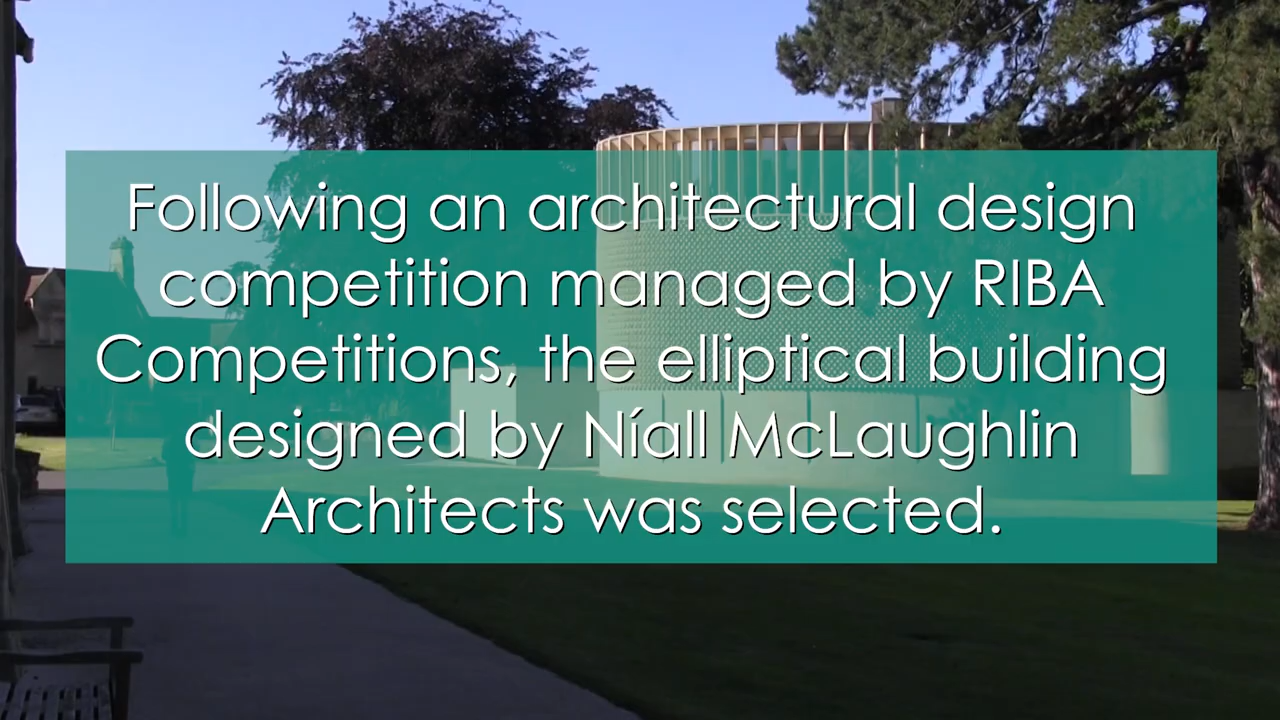 Following an architectural design
competition managed by RIBA
Competitions, the elliptical building
designed by Níall McLaughlin
Architects was selected.